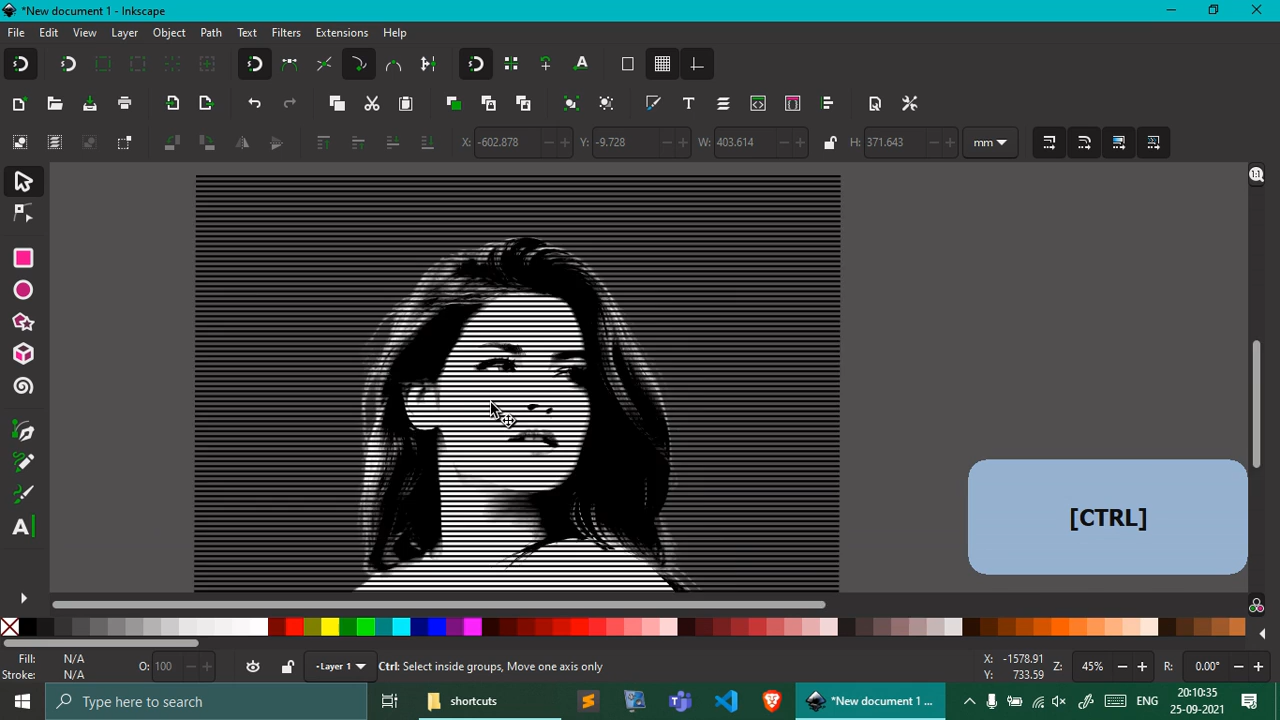 *New document 1 - Inkscape
File Edit View Layer Object Path Text Filters Extensions Help
X: -602.878 Y: -9.728 W: 403.614 H: 371.643 mm
1:1
A
[CTRL]
Fill: N/A
Stroke: N/A
O: 100 -Layer 1 Ctrl: Select inside groups, Move one axis only X: -1578.91 Y: 733.59 Z: 45% R: 0.00°
Type here to search shortcuts *New document 1 ... ENG 20:10:35
25-09-2021